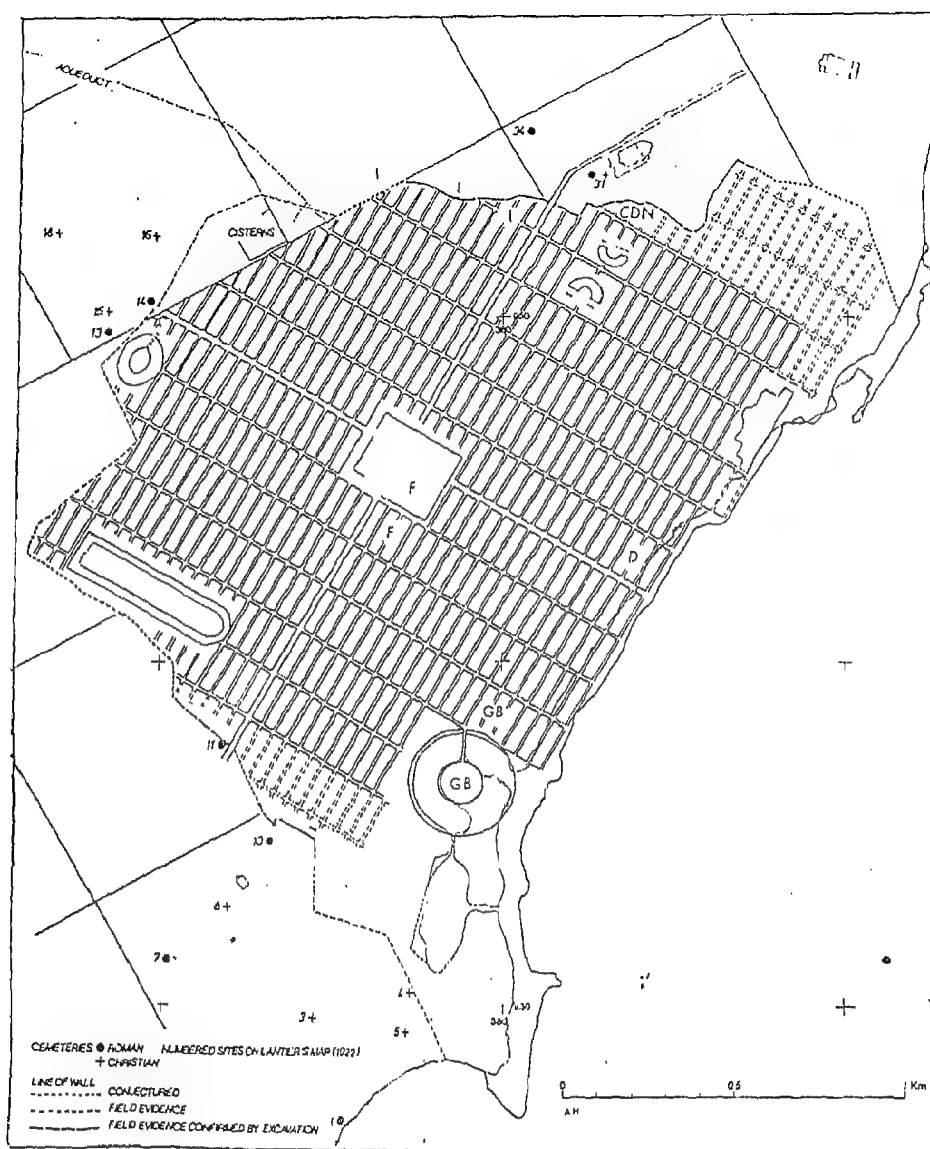 AQUEDUCT
34
31
CDN
18+
16+
CISTERNS
14
15+
13
F
F
D
GB
11
GB
10
6+
7
4+
3+
5+
CEMETERIES ● ROMAN NUMBERED SITES ON LANTIER'S MAP (1922)
+ CHRISTIAN
LINE OF WALL
CONJECTURED
FIELD EVIDENCE
FIELD EVIDENCE CONFIRMED BY EXCAVATION
1
0 0.5 1 Km
A H